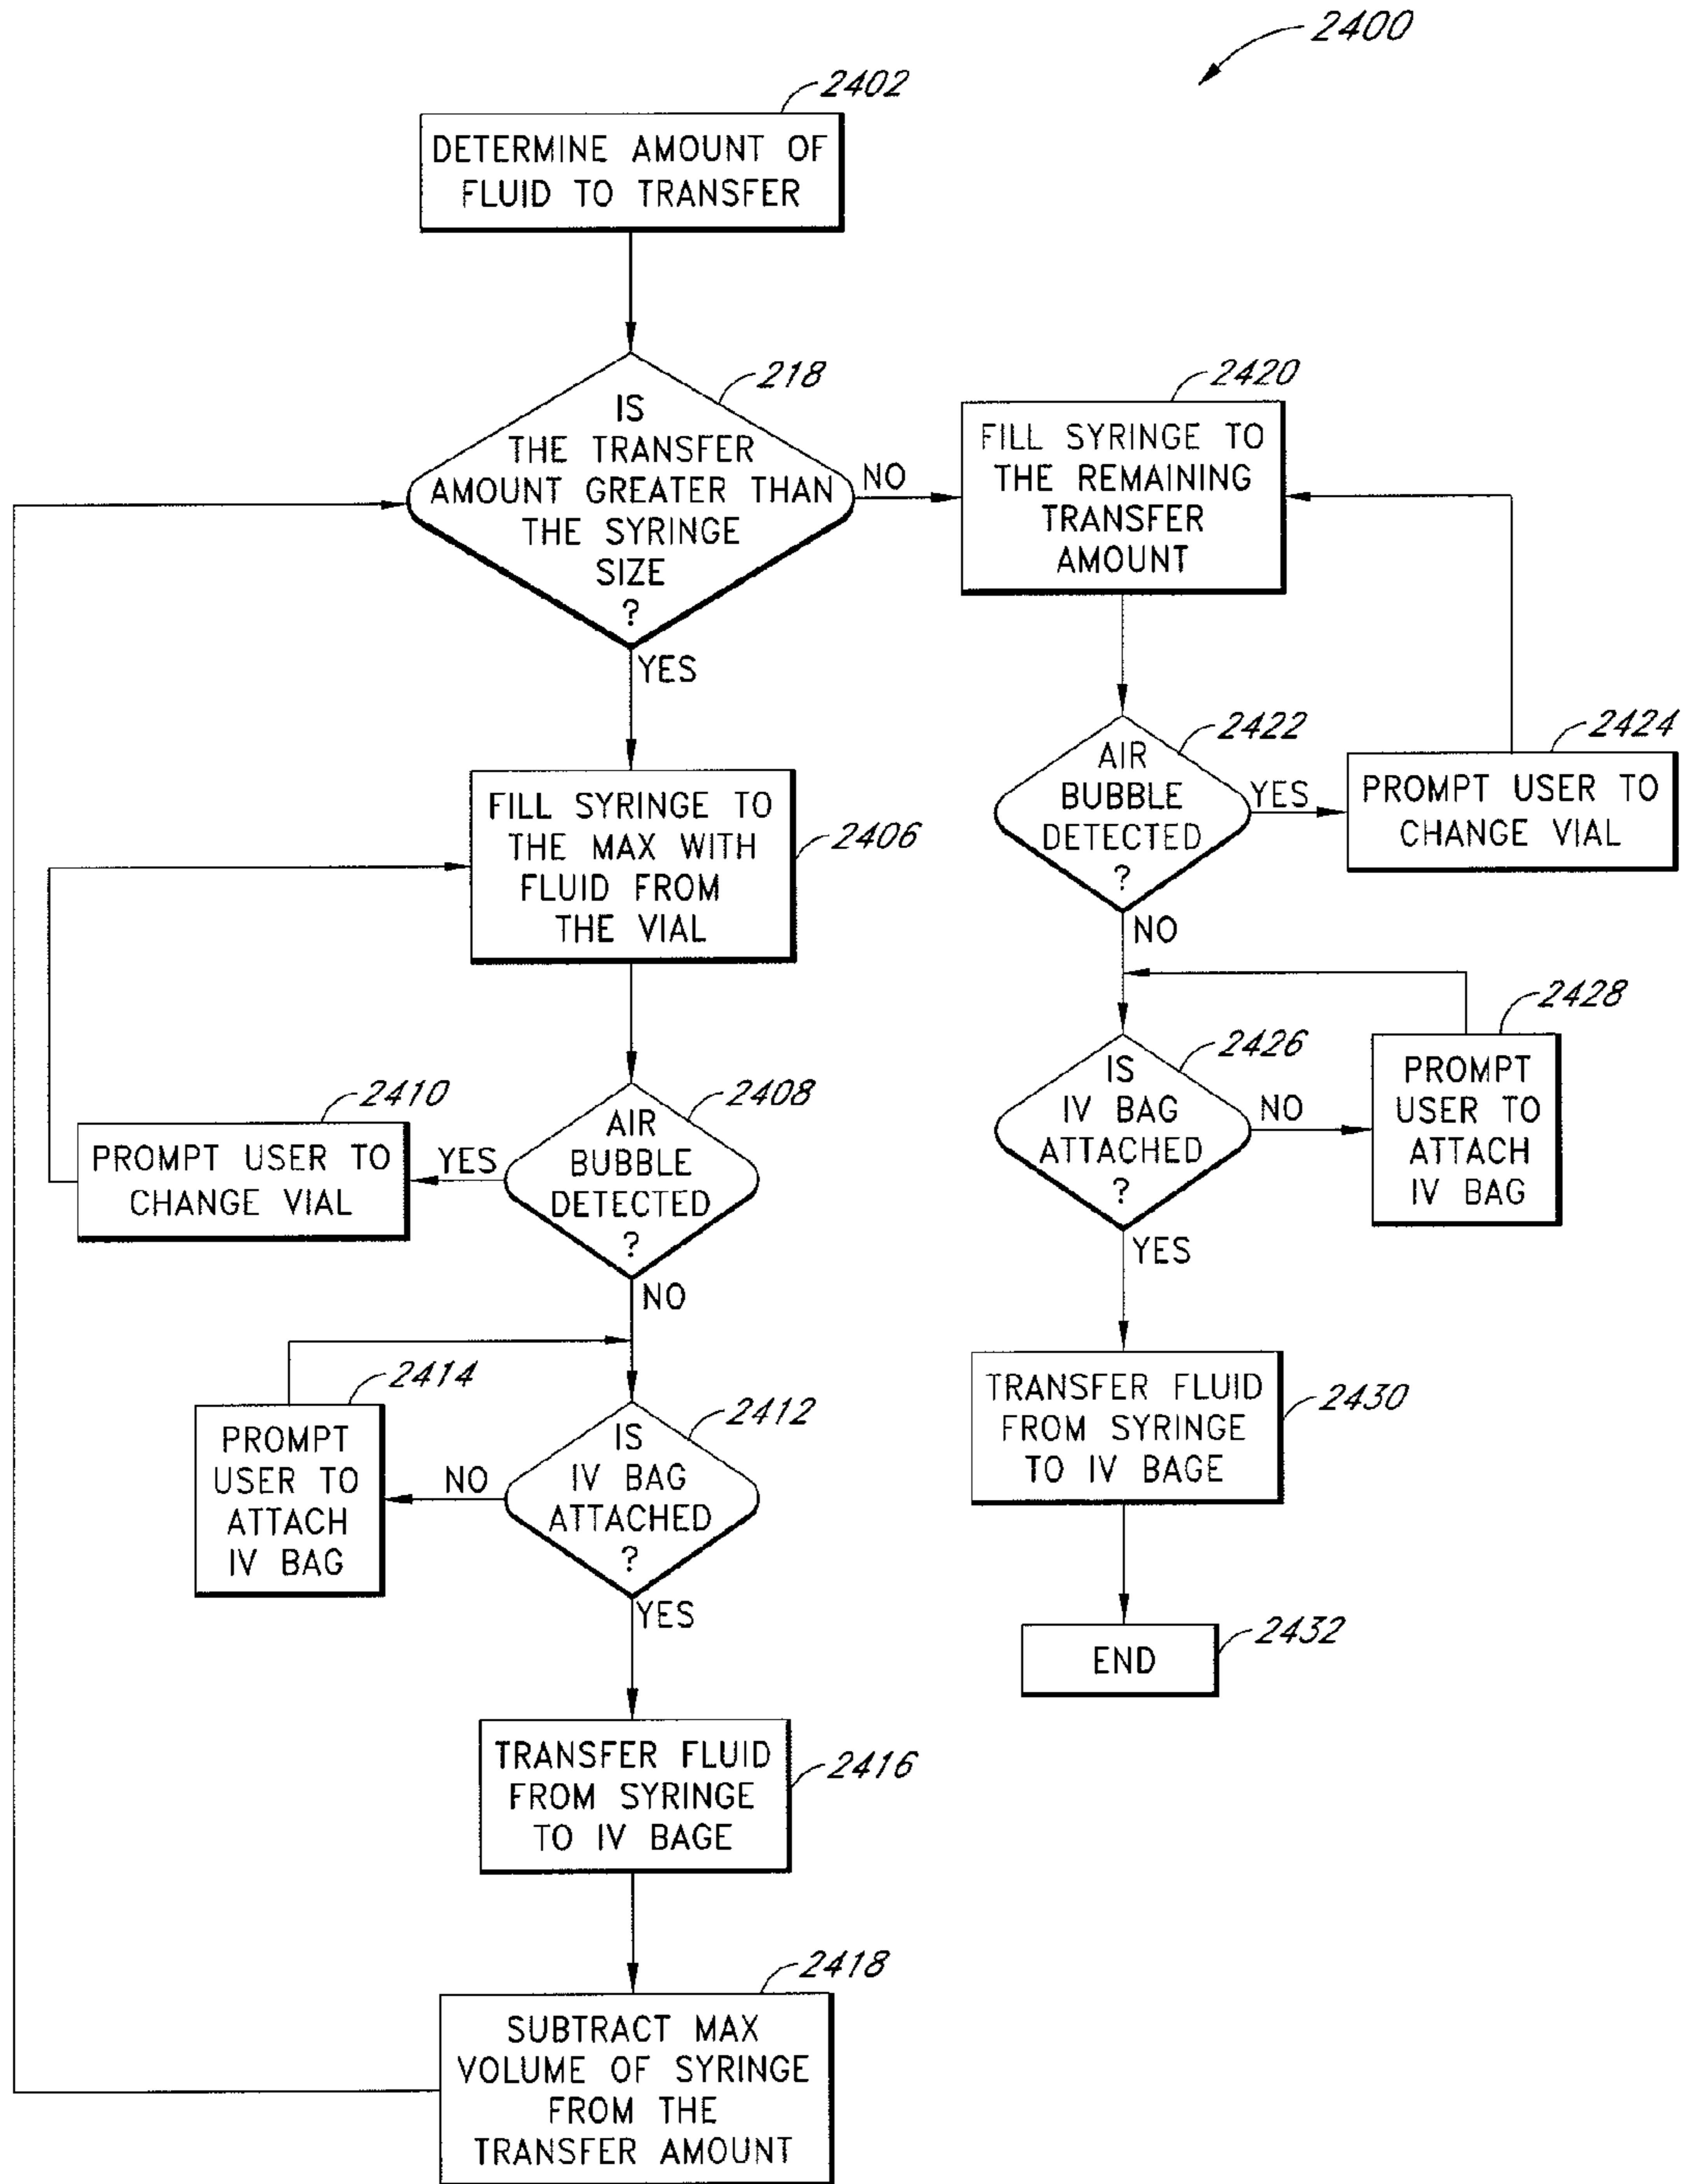 2400
2402
DETERMINE AMOUNT OF
FLUID TO TRANSFER
218
IS
THE TRANSFER
AMOUNT GREATER THAN
THE SYRINGE
SIZE
?
NO
YES
2420
FILL SYRINGE TO
THE REMAINING
TRANSFER
AMOUNT
2422
AIR
BUBBLE
DETECTED
?
YES
NO
2424
PROMPT USER TO
CHANGE VIAL
2406
FILL SYRINGE TO
THE MAX WITH
FLUID FROM
THE VIAL
2408
AIR
BUBBLE
DETECTED
?
YES
NO
2410
PROMPT USER TO
CHANGE VIAL
2426
IS
IV BAG
ATTACHED
?
NO
YES
2428
PROMPT
USER TO
ATTACH
IV BAG
2414
PROMPT
USER TO
ATTACH
IV BAG
2412
IS
IV BAG
ATTACHED
?
NO
YES
2430
TRANSFER FLUID
FROM SYRINGE
TO IV BAGE
2432
END
2416
TRANSFER FLUID
FROM SYRINGE
TO IV BAGE
2418
SUBTRACT MAX
VOLUME OF SYRINGE
FROM THE
TRANSFER AMOUNT